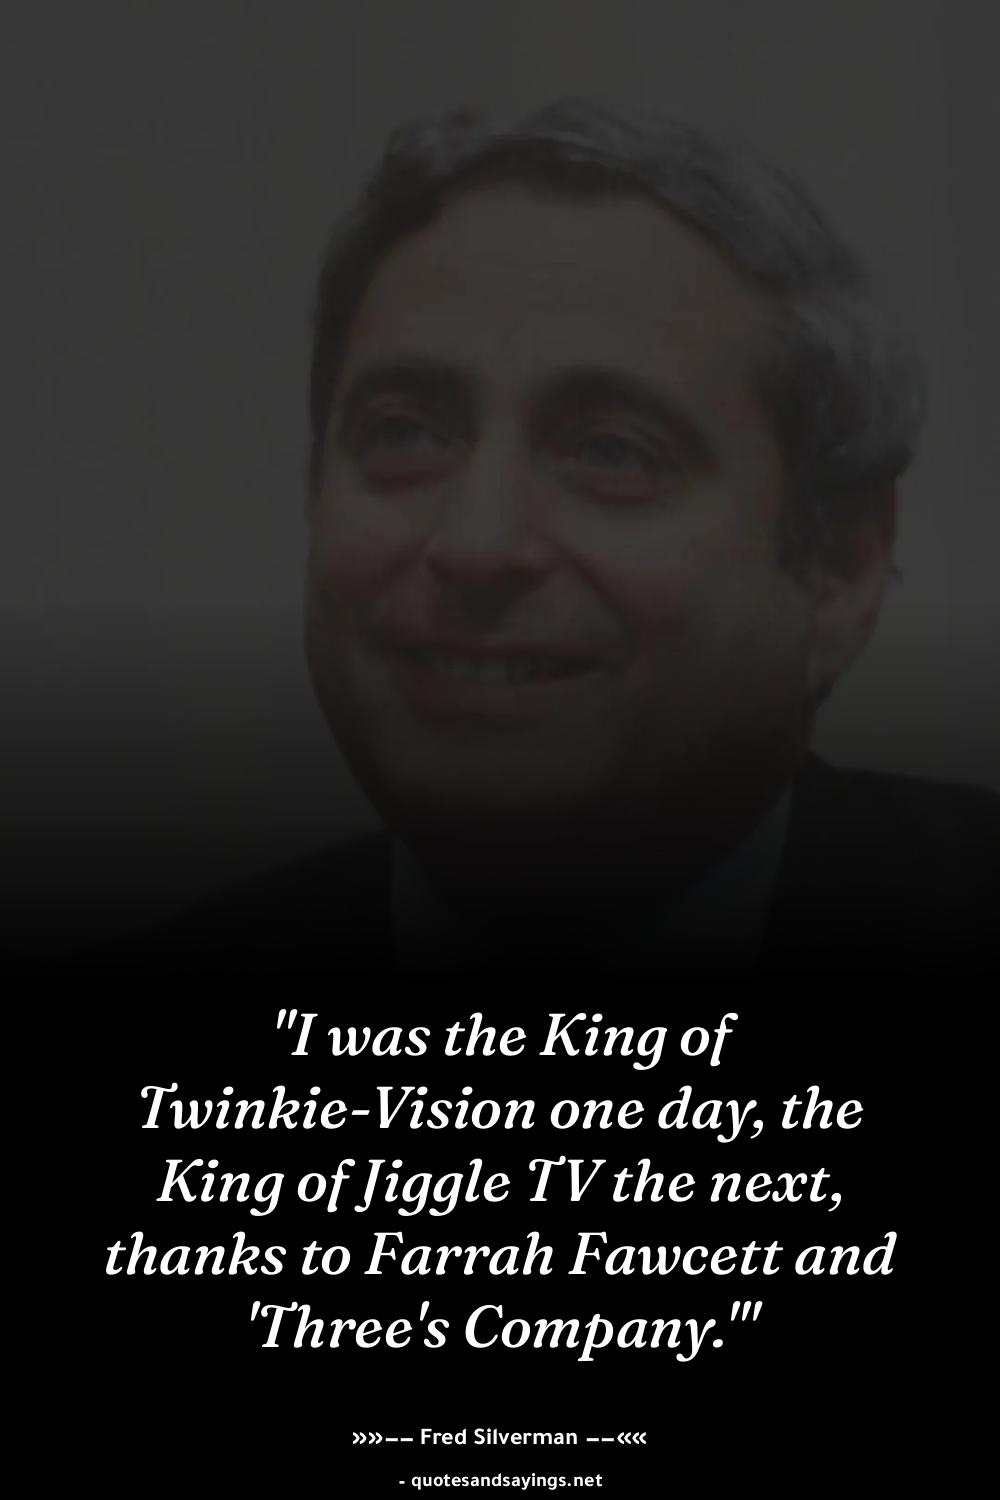 "I was the King of
Twinkie-Vision one day, the
King of Jiggle TV the next,
thanks to Farrah Fawcett and
'Three's Company.'"
»»—— Fred Silverman ——««
- quotesandsayings.net